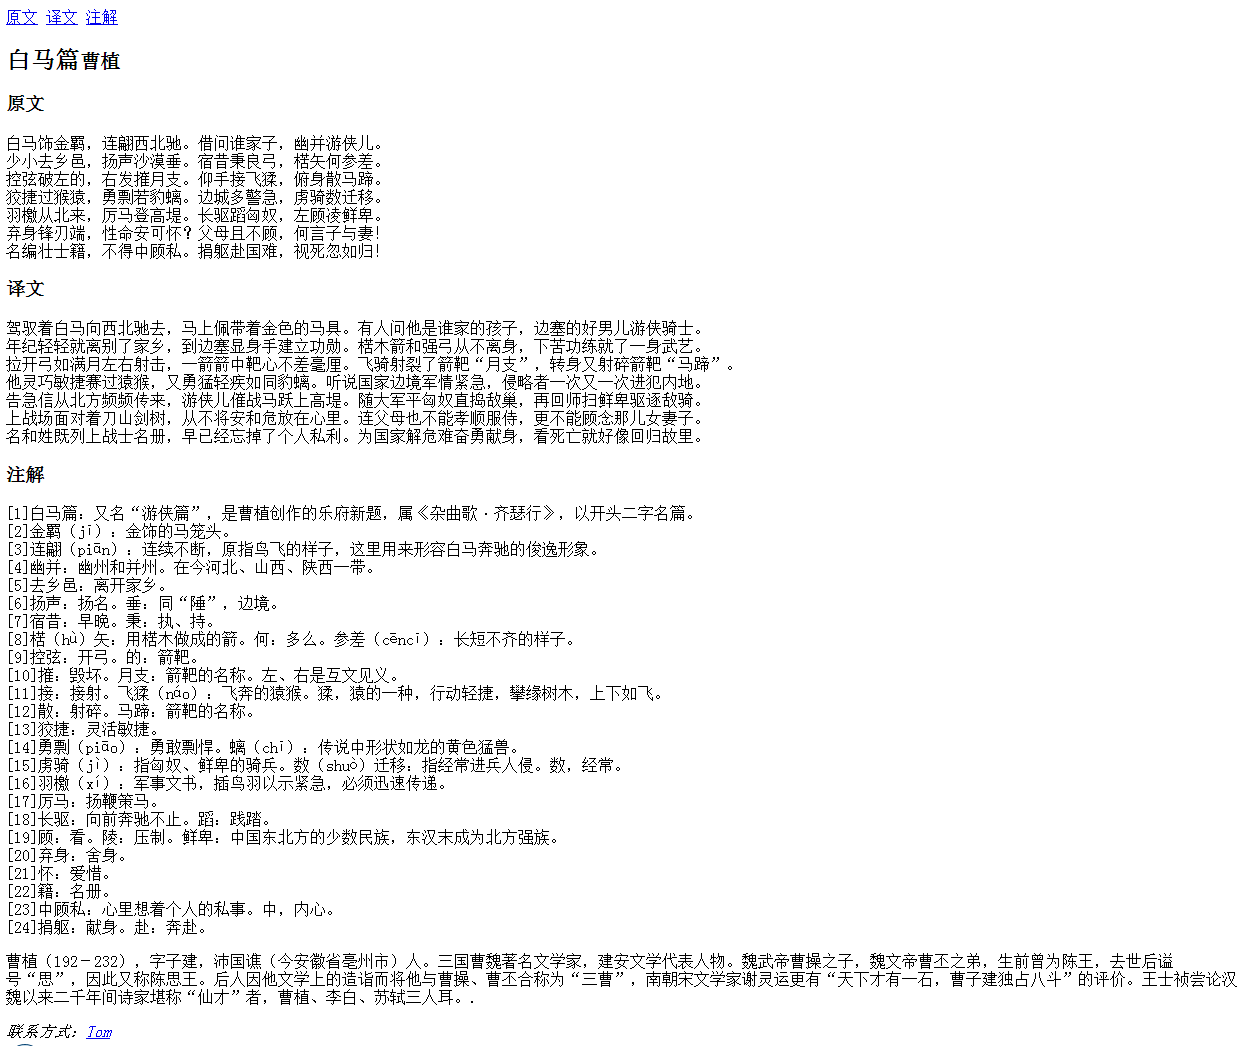 原文 译文 注解
白马篇曹植
原文
白马饰金羁，连翩西北驰。借问谁家子，幽并游侠儿。
少小去乡邑，扬声沙漠垂。宿昔秉良弓，楛矢何参差。
控弦破左的，右发摧月支。仰手接飞猱，俯身散马蹄。
狡捷过猴猿，勇剽若豹螭。边城多警急，虏骑数迁移。
羽檄从北来，厉马登高堤。长驱蹈匈奴，左顾凌鲜卑。
弃身锋刃端，性命安可怀？父母且不顾，何言子与妻!
名编壮士籍，不得中顾私。捐躯赴国难，视死忽如归!
译文
驾驭着白马向西北驰去，马上佩带着金色的马具。有人问他是谁家的孩子，边塞的好男儿游侠骑士。
年纪轻轻就离别了家乡，到边塞显身手建立功勋。楛木箭和强弓从不离身，下苦功练就了一身武艺。
拉开弓如满月左右射击，一箭箭中靶心不差毫厘。飞骑射裂了箭靶“月支”，转身又射碎箭靶“马蹄”。
他灵巧敏捷赛过猿猴，又勇猛轻疾如同豹螭。听说国家边境军情紧急，侵略者一次又一次进犯内地。
告急信从北方频频传来，游侠儿催战马跃上高堤。随大军平匈奴直捣敌巢，再回师扫鲜卑驱逐敌骑。
上战场面对着刀山剑树，从不将安和危放在心里。连父母也不能孝顺服侍，更不能顾念那儿女妻子。
名和姓既列上战士名册，早已经忘掉了个人私利。为国家解危难奋勇献身，看死亡就好像回归故里。
注解
[1]白马篇：又名“游侠篇”，是曹植创作的乐府新题，属《杂曲歌·齐瑟行》，以开头二字名篇。
[2]金羁（jī）：金饰的马笼头。
[3]连翩（piān）：连续不断，原指鸟飞的样子，这里用来形容白马奔驰的俊逸形象。
[4]幽并：幽州和并州。在今河北、山西、陕西一带。
[5]去乡邑：离开家乡。
[6]扬声：扬名。垂：同“陲”，边境。
[7]宿昔：早晚。秉：执、持。
[8]楛（hù）矢：用楛木做成的箭。何：多么。参差（cēncī）：长短不齐的样子。
[9]控弦：开弓。的：箭靶。
[10]摧：毁坏。月支：箭靶的名称。左、右是互文见义。
[11]接：接射。飞猱（náo）：飞奔的猿猴。猱，猿的一种，行动轻捷，攀缘树木，上下如飞。
[12]散：射碎。马蹄：箭靶的名称。
[13]狡捷：灵活敏捷。
[14]勇剽（piāo）：勇敢剽悍。螭（chī）：传说中形状如龙的黄色猛兽。
[15]虏骑（jì）：指匈奴、鲜卑的骑兵。数（shuò）迁移：指经常进兵人侵。数，经常。
[16]羽檄（xí）：军事文书，插鸟羽以示紧急，必须迅速传递。
[17]厉马：扬鞭策马。
[18]长驱：向前奔驰不止。蹈：践踏。
[19]顾：看。陵：压制。鲜卑：中国东北方的少数民族，东汉末成为北方强族。
[20]弃身：舍身。
[21]怀：爱惜。
[22]籍：名册。
[23]中顾私：心里想着个人的私事。中，内心。
[24]捐躯：献身。赴：奔赴。
曹植（192－232），字子建，沛国谯（今安徽省亳州市）人。三国曹魏著名文学家，建安文学代表人物。魏武帝曹操之子，魏文帝曹丕之弟，生前曾为陈王，去世后谥
号“思”，因此又称陈思王。后人因他文学上的造诣而将他与曹操、曹丕合称为“三曹”，南朝宋文学家谢灵运更有“天下才有一石，曹子建独占八斗”的评价。王士祯尝论汉
魏以来二千年间诗家堪称“仙才”者，曹植、李白、苏轼三人耳。.
联系方式：Tom